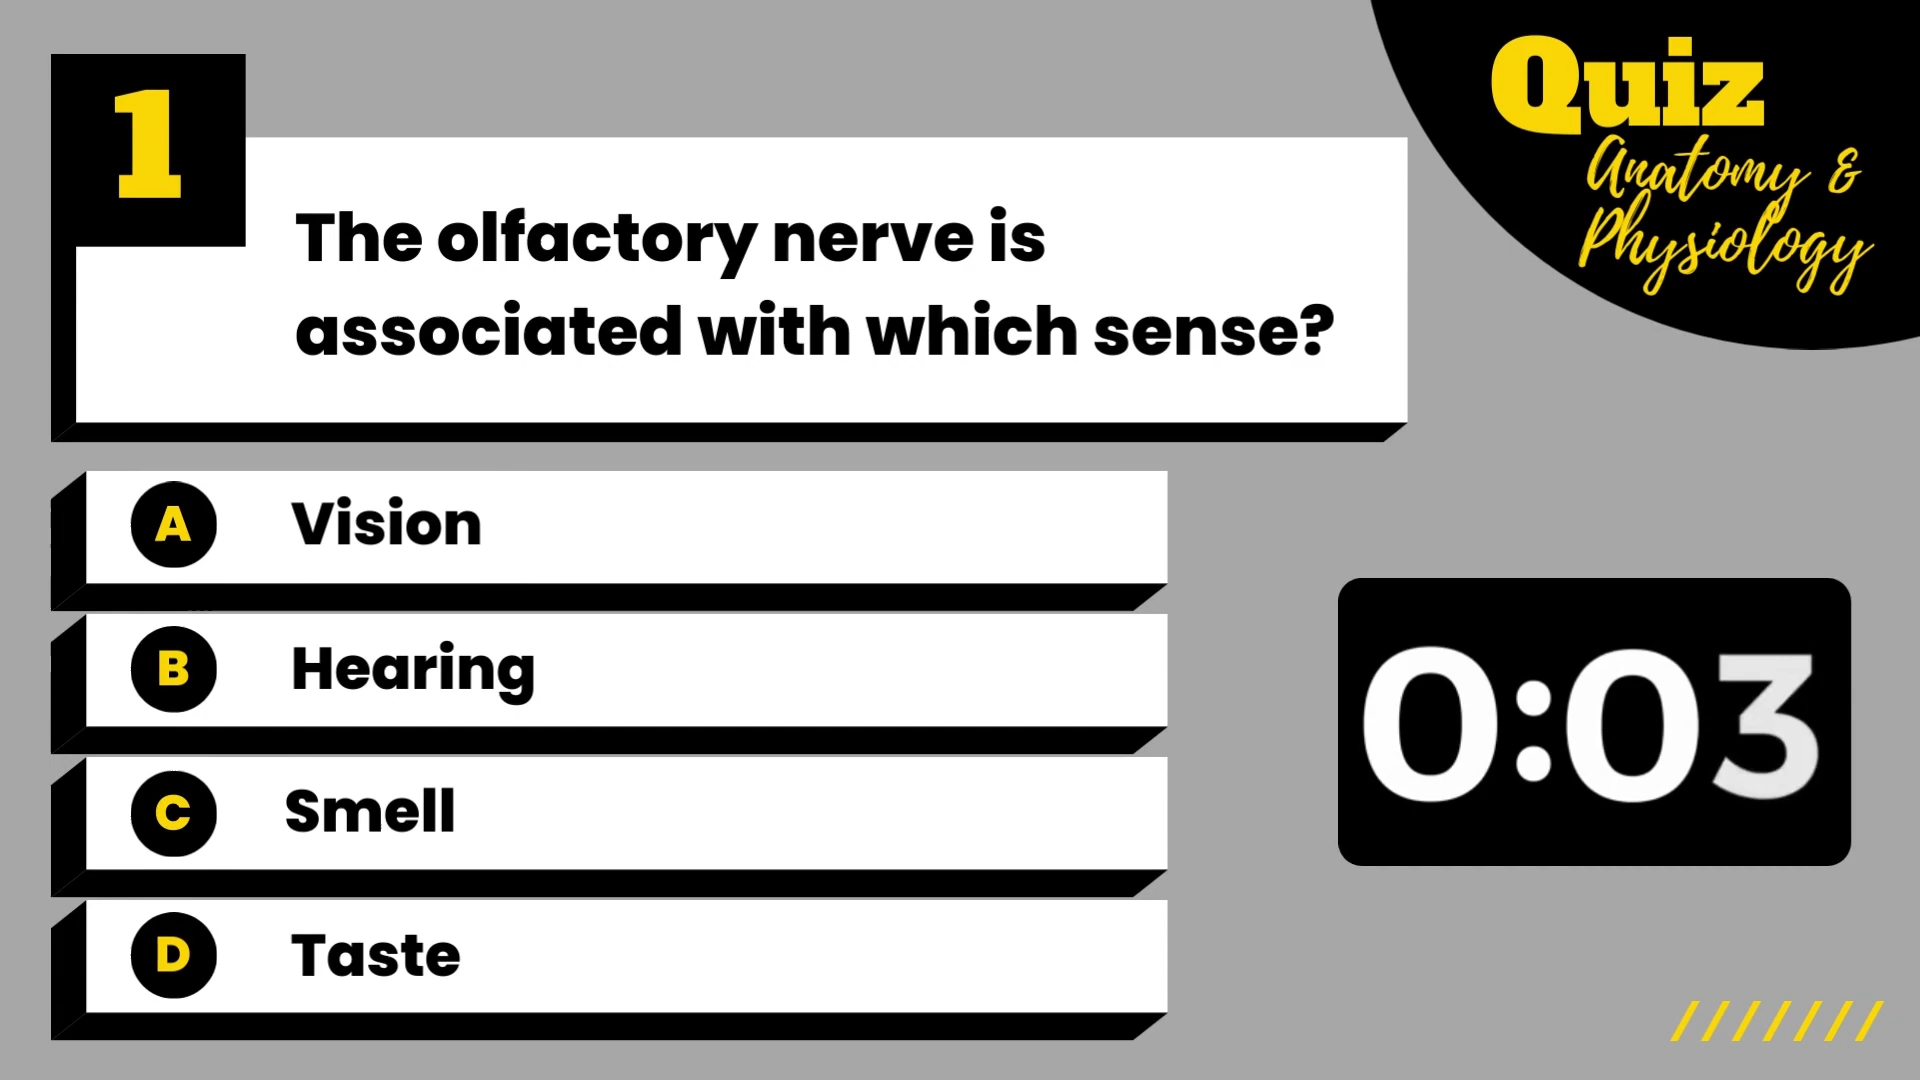 1
Quiz
Anatomy &
Physiology
The olfactory nerve is
associated with which sense?
A Vision
B Hearing
C Smell
D Taste
0:03